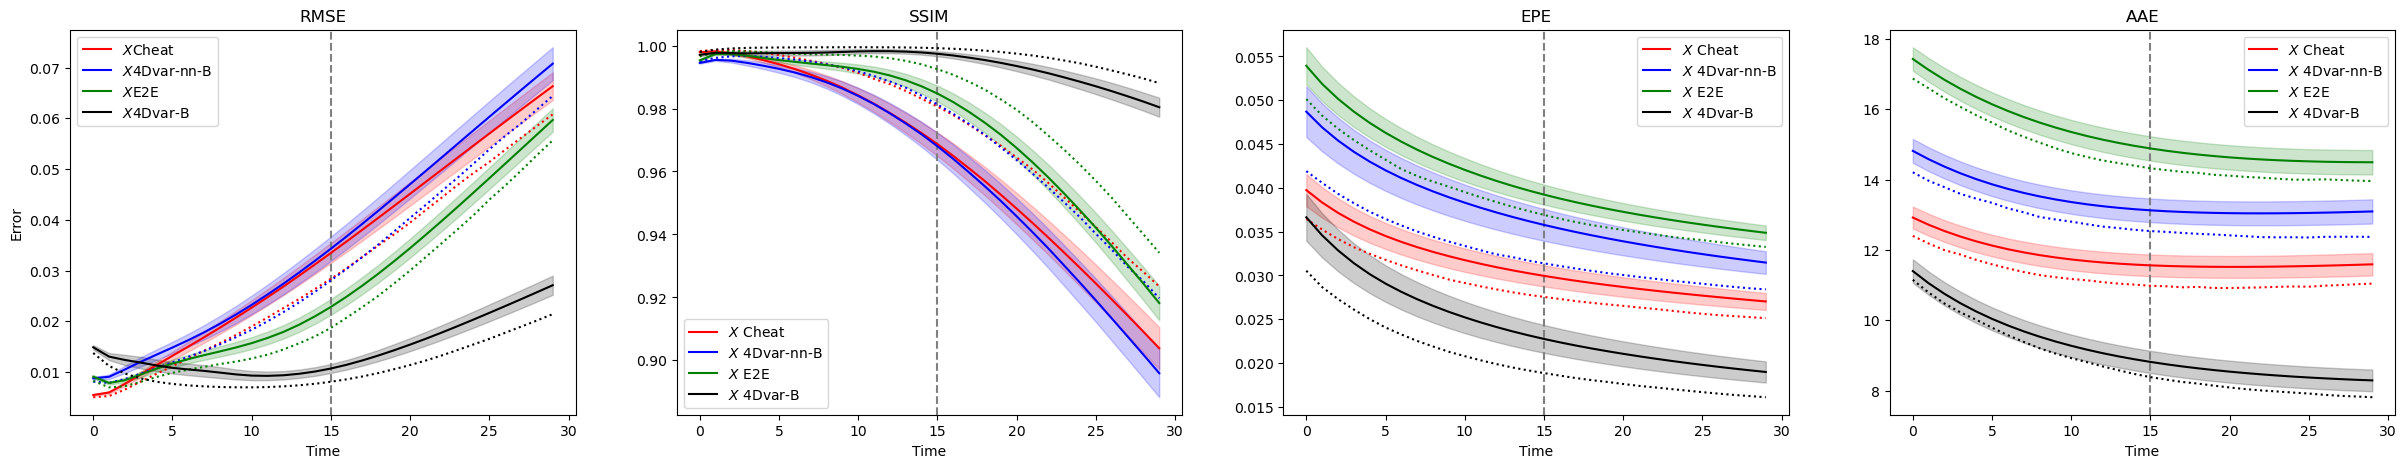 RMSE
XCheat
X4Dvar-nn-B
XE2E
X4Dvar-B
Error
0.07
0.06
0.05
0.04
0.03
0.02
0.01
0 5 10 15 20 25 30
Time
SSIM
1.00
0.98
0.96
0.94
0.92
0.90
X Cheat
X 4Dvar-nn-B
X E2E
X 4Dvar-B
0 5 10 15 20 25 30
Time
EPE
X Cheat
X 4Dvar-nn-B
X E2E
X 4Dvar-B
0.055
0.050
0.045
0.040
0.035
0.030
0.025
0.020
0.015
0 5 10 15 20 25 30
Time
AAE
X Cheat
X 4Dvar-nn-B
X E2E
X 4Dvar-B
18
16
14
12
10
8
0 5 10 15 20 25 30
Time